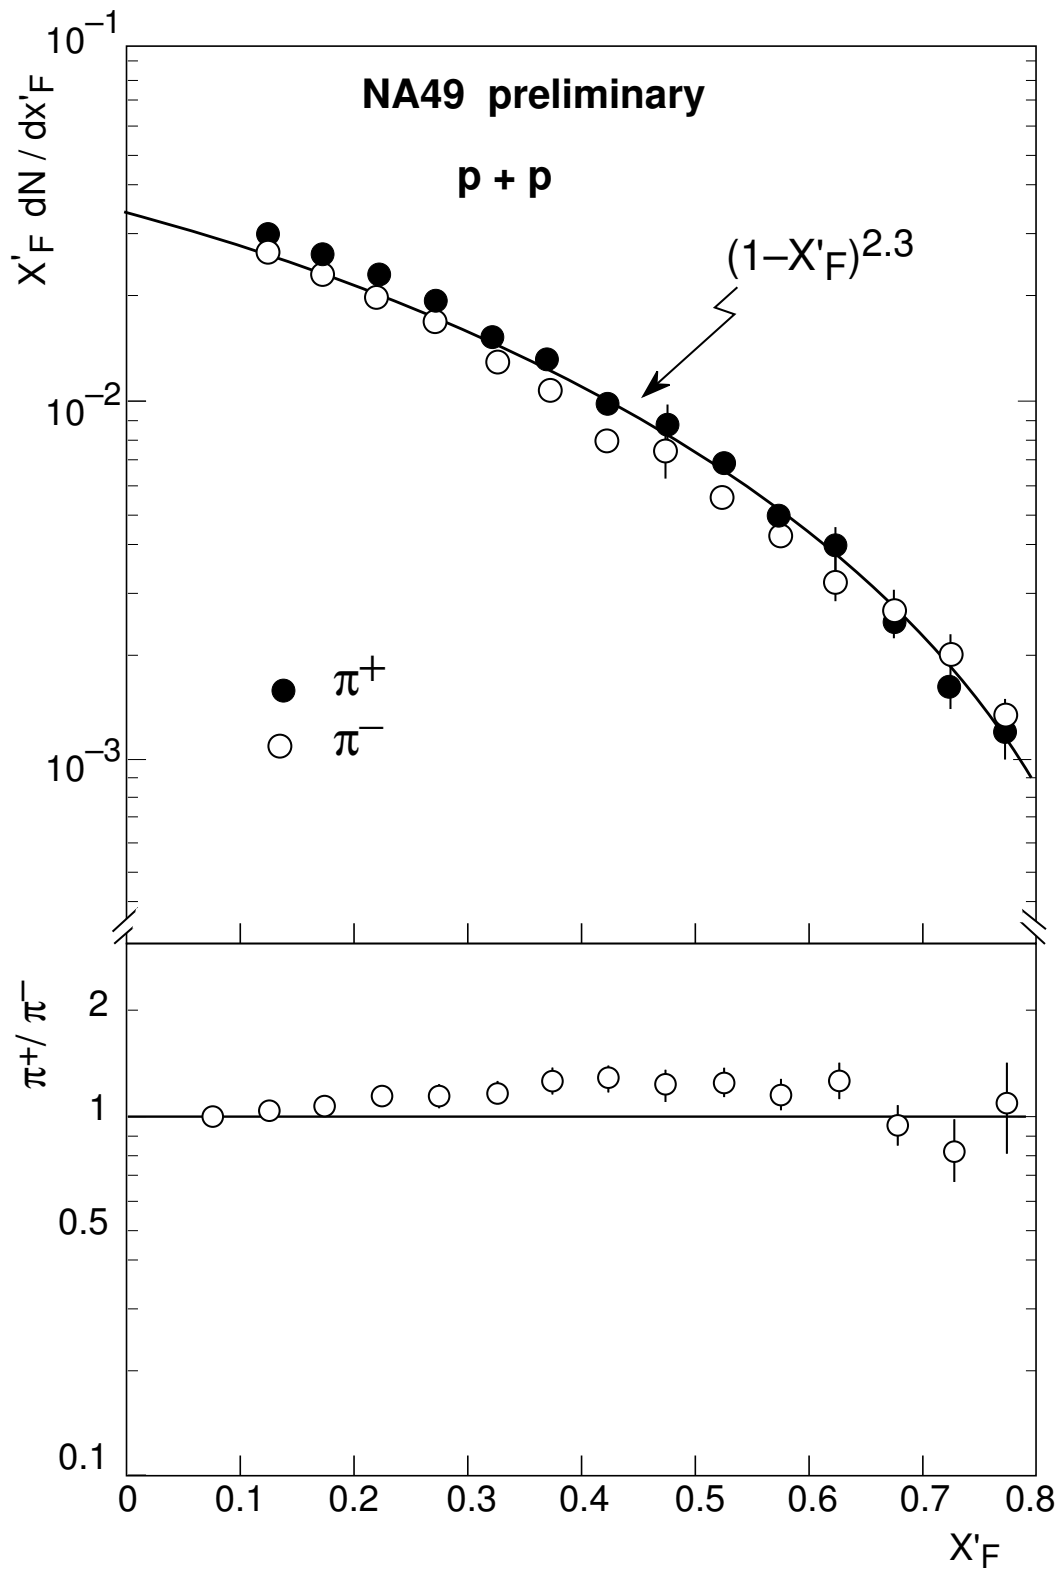 10⁻¹
X'F dN / dx'F
NA49 preliminary
p + p
(1–X'F)²·³
10⁻²
π⁺
π⁻
10⁻³
π⁺/ π⁻
2
1
0.5
0.1
0 0.1 0.2 0.3 0.4 0.5 0.6 0.7 0.8
X'F